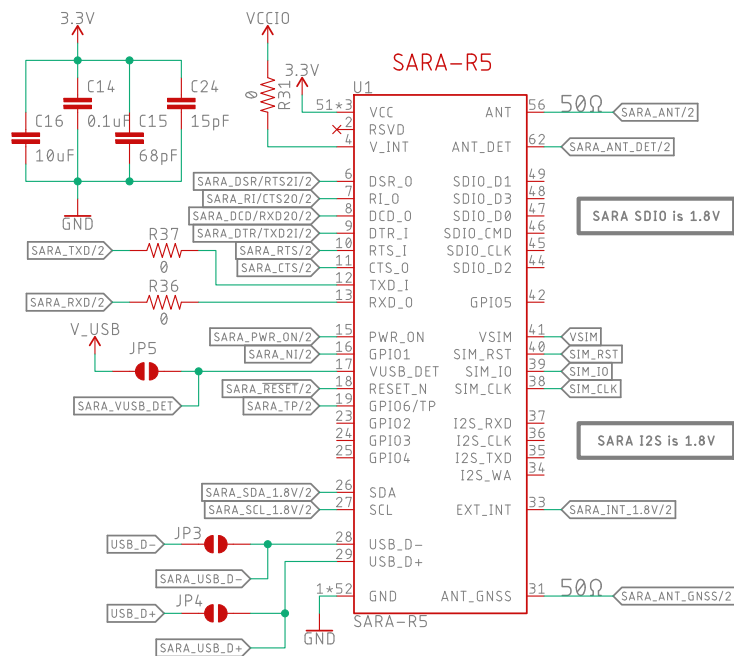 3.3V
C14
0.1uF
C24
15pF
C16
10uF
C15
68pF
GND
VCCIO
0
R31
3.3V
SARA-R5
U1
51*3
VCC
ANT
56
50Ω
SARA_ANT/2
2
RSVD
4
V_INT
ANT_DET
62
SARA_ANT_DET/2
SARA_DSR/RTS2I/2
6
DSR_O
SDIO_D1
49
SARA_RI/CTS2O/2
7
RI_O
SDIO_D3
48
SARA_DCD/RXD2O/2
8
DCD_O
SDIO_D0
47
SARA SDIO is 1.8V
SARA_DTR/TXD2I/2
9
DTR_I
SDIO_CMD
46
SARA_RTS/2
10
RTS_I
SDIO_CLK
45
SARA_CTS/2
11
CTS_O
SDIO_D2
44
SARA_TXD/2
R37
0
12
TXD_I
SARA_RXD/2
R36
0
13
RXD_O
GPIO5
42
SARA_PWR_ON/2
15
PWR_ON
VSIM
41
VSIM
SARA_NI/2
16
GPIO1
SIM_RST
40
SIM_RST
V_USB
JP5
17
VUSB_DET
SIM_IO
39
SIM_IO
SARA_RESET/2
18
RESET_N
SIM_CLK
38
SIM_CLK
SARA_VUSB_DET
SARA_TP/2
19
GPIO6/TP
23
GPIO2
I2S_RXD
37
24
GPIO3
I2S_CLK
36
SARA I2S is 1.8V
25
GPIO4
I2S_TXD
35
I2S_WA
34
SARA_SDA_1.8V/2
26
SDA
SARA_SCL_1.8V/2
27
SCL
EXT_INT
33
SARA_INT_1.8V/2
USB_D-
JP3
28
USB_D-
SARA_USB_D-
29
USB_D+
USB_D+
JP4
SARA_USB_D+
1*52
GND
ANT_GNSS
31
50Ω
SARA_ANT_GNSS/2
GND
SARA-R5